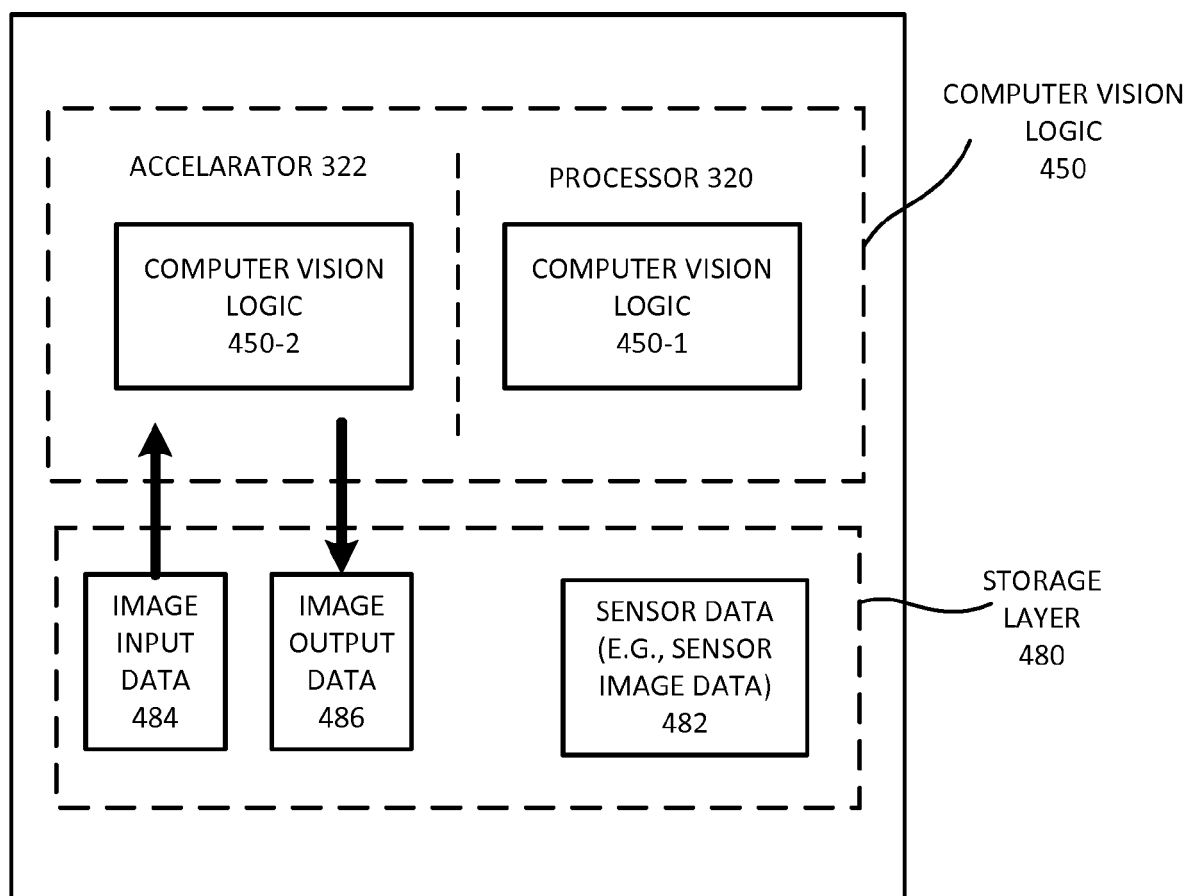 COMPUTER VISION
LOGIC
450
ACCELARATOR 322
PROCESSOR 320
COMPUTER VISION
LOGIC
450-2
COMPUTER VISION
LOGIC
450-1
IMAGE
INPUT
DATA
484
IMAGE
OUTPUT
DATA
486
SENSOR DATA
(E.G., SENSOR
IMAGE DATA)
482
STORAGE
LAYER
480